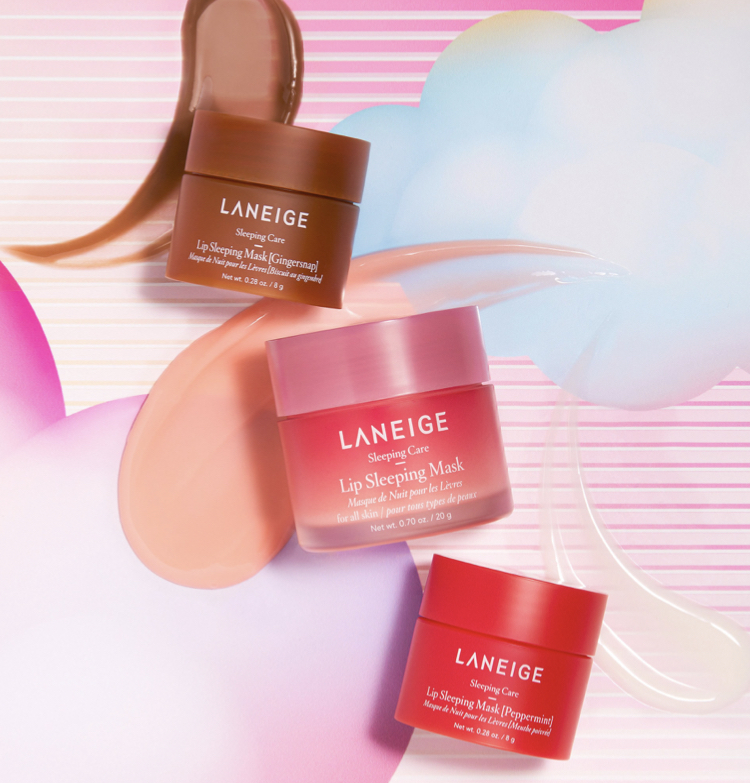 LANEIGE
Sleeping Care
Lip Sleeping Mask [Gingersnap]
Masque de Nuit pour les Lèvres [Biscuit au gingembre]
Net wt. 0.28 oz. / 8 g
LANEIGE
Sleeping Care
Lip Sleeping Mask
Masque de Nuit pour les Lèvres
for all skin / pour tous types de peaux
Net wt. 0.70 oz. / 20 g
LANEIGE
Sleeping Care
Lip Sleeping Mask [Peppermint]
Masque de Nuit pour les Lèvres [Menthe poivrée]
Net wt. 0.28 oz. / 8 g